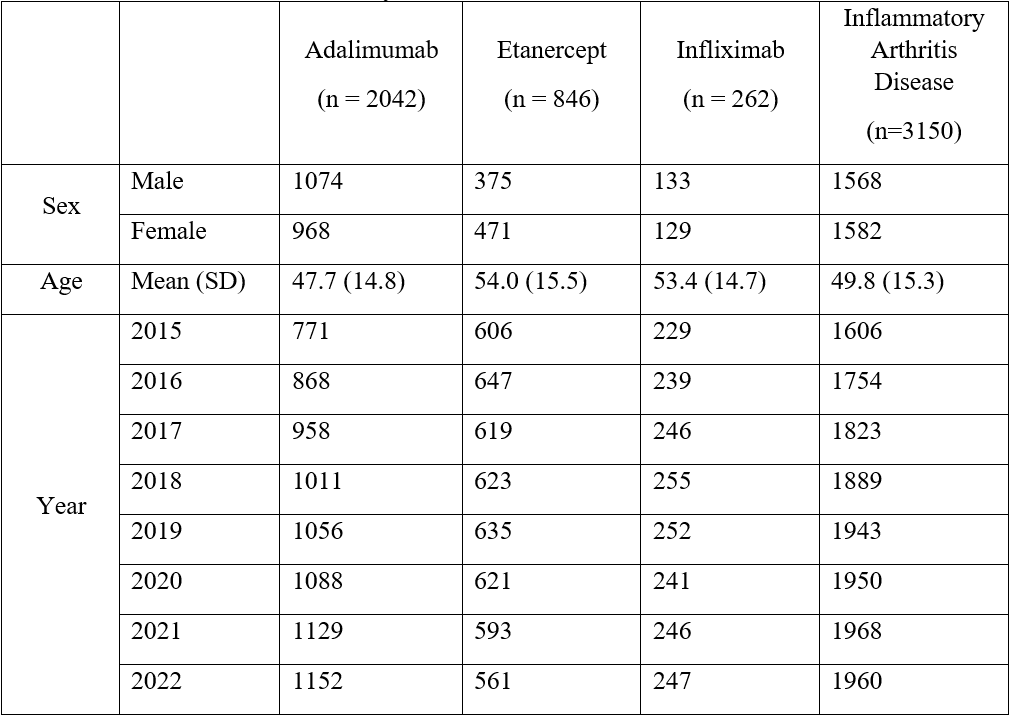 Adalimumab (n = 2042) Etanercept (n = 846) Infliximab (n = 262) Inflammatory Arthritis Disease (n=3150)
Sex Male 1074 375 133 1568
Female 968 471 129 1582
Age Mean (SD) 47.7 (14.8) 54.0 (15.5) 53.4 (14.7) 49.8 (15.3)
Year 2015 771 606 229 1606
2016 868 647 239 1754
2017 958 619 246 1823
2018 1011 623 255 1889
2019 1056 635 252 1943
2020 1088 621 241 1950
2021 1129 593 246 1968
2022 1152 561 247 1960